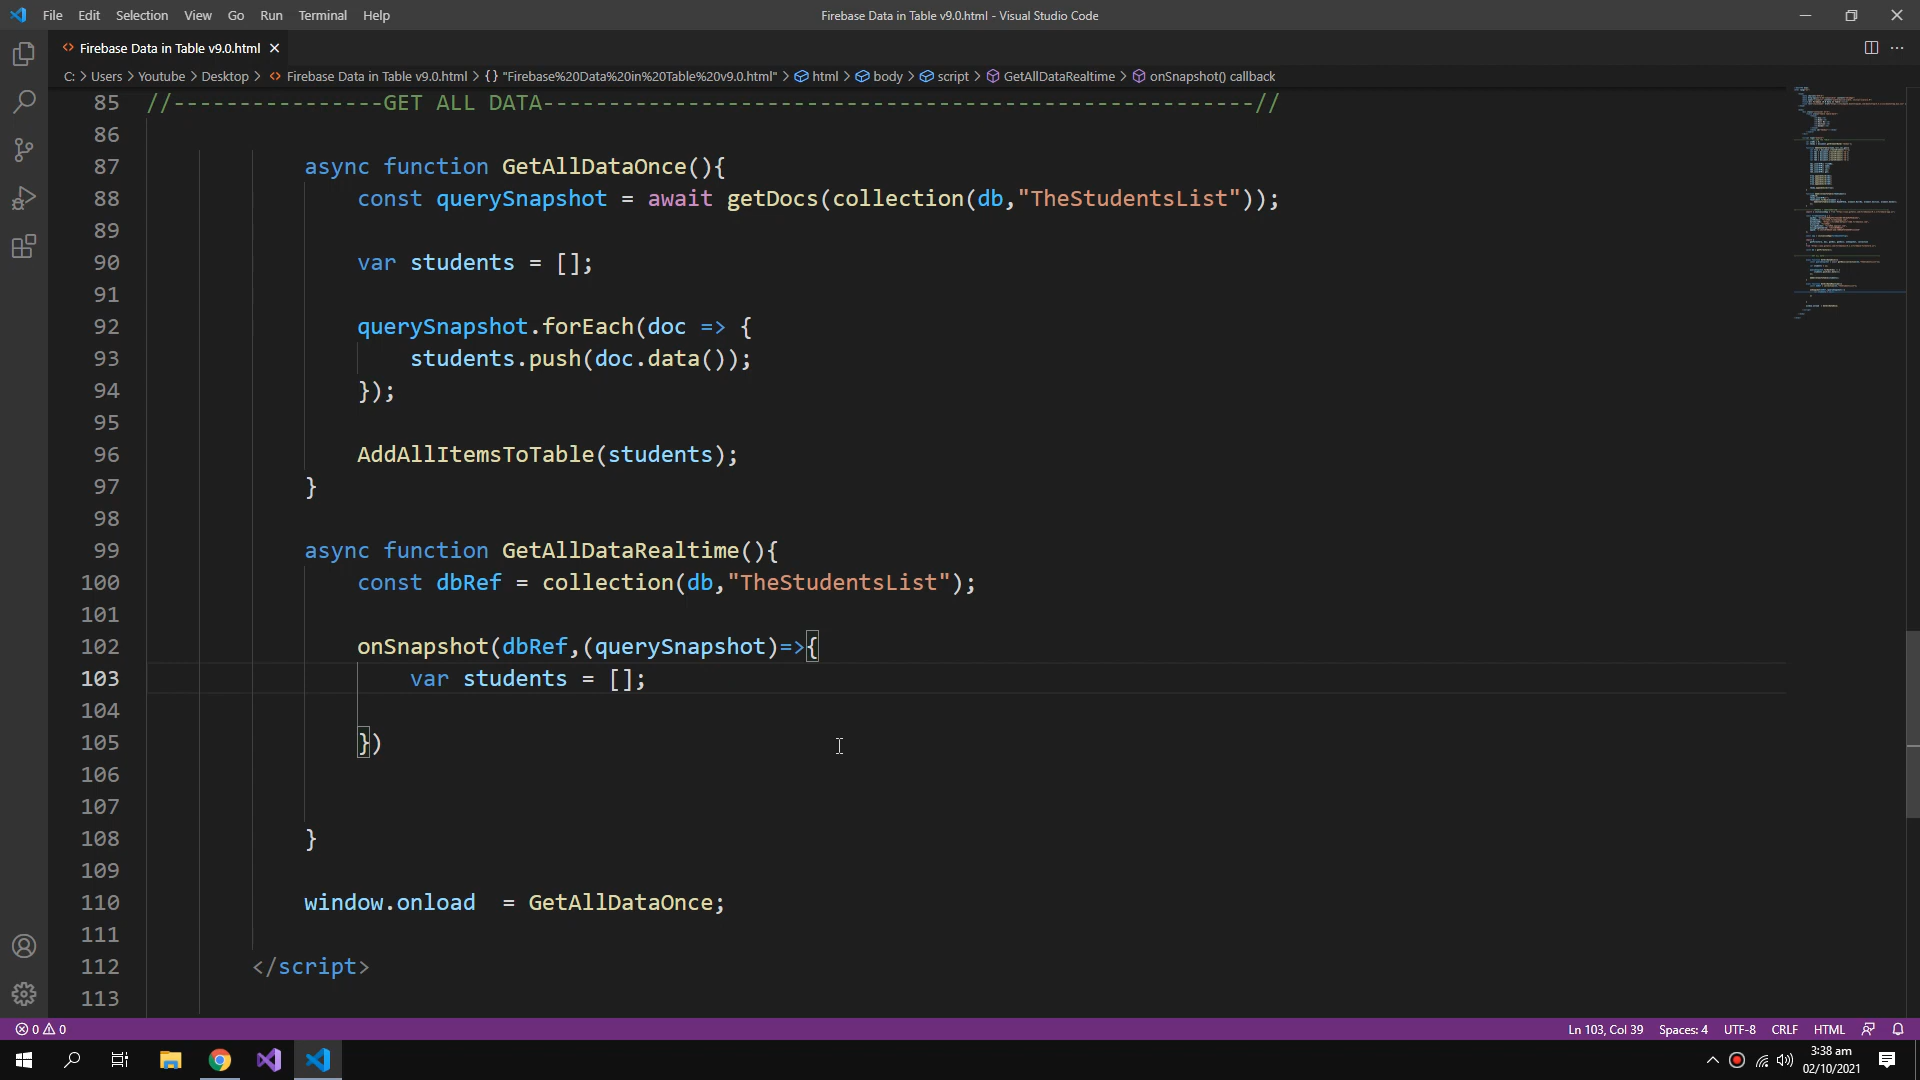 File Edit Selection View Go Run Terminal Help
Firebase Data in Table v9.0.html - Visual Studio Code
Firebase Data in Table v9.0.html
C: > Users > Youtube > Desktop > Firebase Data in Table v9.0.html > {} "Firebase%20Data%20in%20Table%20v9.0.html" > html > body > script > GetAllDataRealtime > onSnapshot() callback
85 //----------------GET ALL DATA------------------------------------------------------//
86
87 async function GetAllDataOnce(){
88 const querySnapshot = await getDocs(collection(db,"TheStudentsList"));
89
90 var students = [];
91
92 querySnapshot.forEach(doc => {
93 students.push(doc.data());
94 });
95
96 AddAllItemsToTable(students);
97 }
98
99 async function GetAllDataRealtime(){
100 const dbRef = collection(db,"TheStudentsList");
101
102 onSnapshot(dbRef,(querySnapshot)=>{
103 var students = [];
104
105 })
106
107
108 }
109
110 window.onload  = GetAllDataOnce;
111
112 </script>
113
0 0
Ln 103, Col 39 Spaces: 4 UTF-8 CRLF HTML
3:38 am
02/10/2021